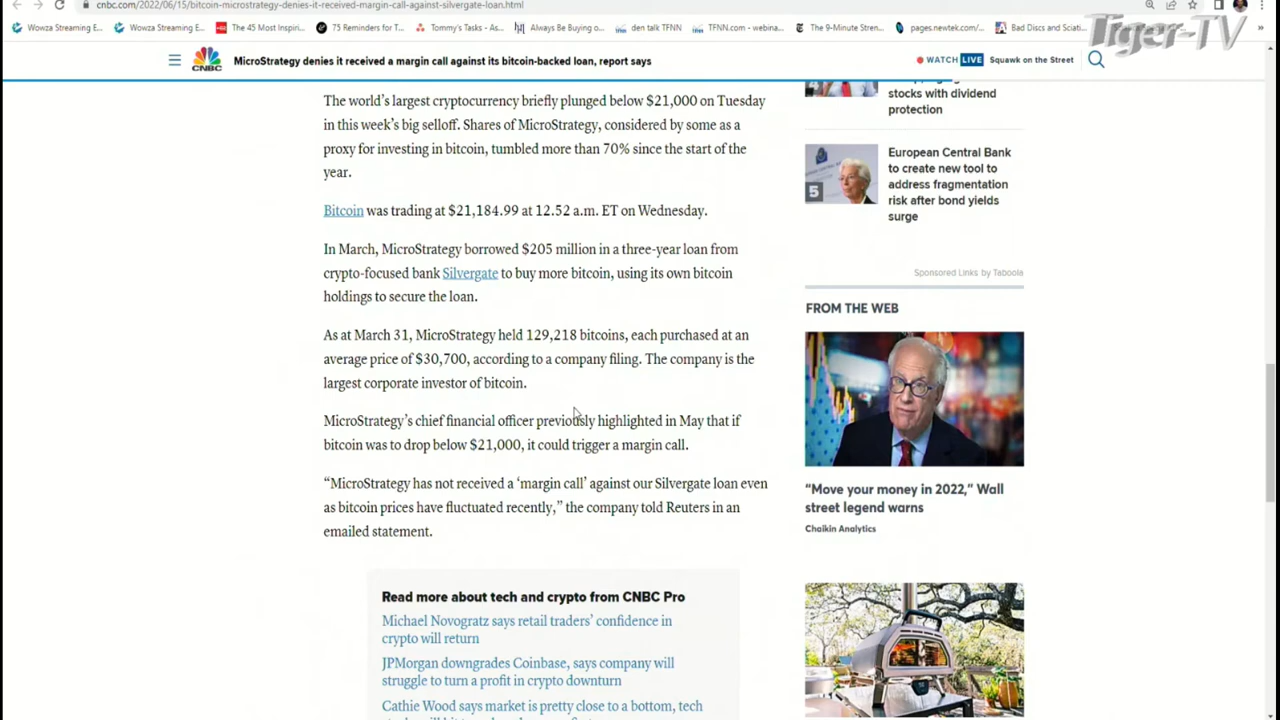 cnbc.com/2022/06/15/bitcoin-microstrategy-denies-it-received-margin-call-against-silvergate-loan.html
Wowza Streaming E...
Wowza Streaming E...
The 45 Most Inspiri...
75 Reminders for T...
Tommy's Tasks - As...
Always Be Buying o...
den talk TFNN
TFNN.com - webina...
The 9-Minute Stren...
pages.newtek.com/...
Bad Discs and Sciati...
Tiger-TV
CNBC
MicroStrategy denies it received a margin call against its bitcoin-backed loan, report says
WATCH LIVE
Squawk on the Street
The world's largest cryptocurrency briefly plunged below $21,000 on Tuesday
in this week's big selloff. Shares of MicroStrategy, considered by some as a
proxy for investing in bitcoin, tumbled more than 70% since the start of the
year.
Bitcoin was trading at $21,184.99 at 12.52 a.m. ET on Wednesday.
In March, MicroStrategy borrowed $205 million in a three-year loan from
crypto-focused bank Silvergate to buy more bitcoin, using its own bitcoin
holdings to secure the loan.
As at March 31, MicroStrategy held 129,218 bitcoins, each purchased at an
average price of $30,700, according to a company filing. The company is the
largest corporate investor of bitcoin.
MicroStrategy's chief financial officer previously highlighted in May that if
bitcoin was to drop below $21,000, it could trigger a margin call.
“MicroStrategy has not received a ‘margin call’ against our Silvergate loan even
as bitcoin prices have fluctuated recently,” the company told Reuters in an
emailed statement.
Read more about tech and crypto from CNBC Pro
Michael Novogratz says retail traders’ confidence in
crypto will return
JPMorgan downgrades Coinbase, says company will
struggle to turn a profit in crypto downturn
Cathie Wood says market is pretty close to a bottom, tech
stocks with dividend
protection
5
European Central Bank
to create new tool to
address fragmentation
risk after bond yields
surge
Sponsored Links by Taboola
FROM THE WEB
“Move your money in 2022,” Wall
street legend warns
Chaikin Analytics